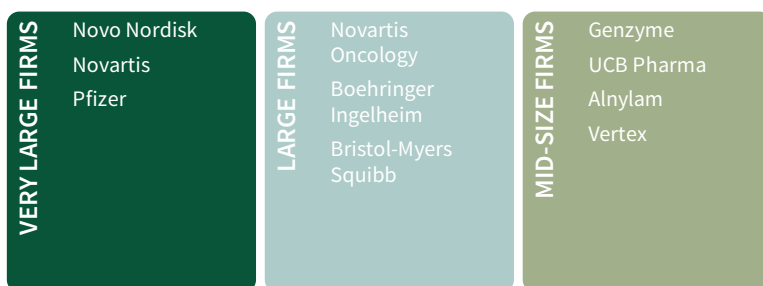 VERY LARGE FIRMS
Novo Nordisk
Novartis
Pfizer
LARGE FIRMS
Novartis
Oncology
Boehringer
Ingelheim
Bristol-Myers
Squibb
MID-SIZE FIRMS
Genzyme
UCB Pharma
Alnylam
Vertex